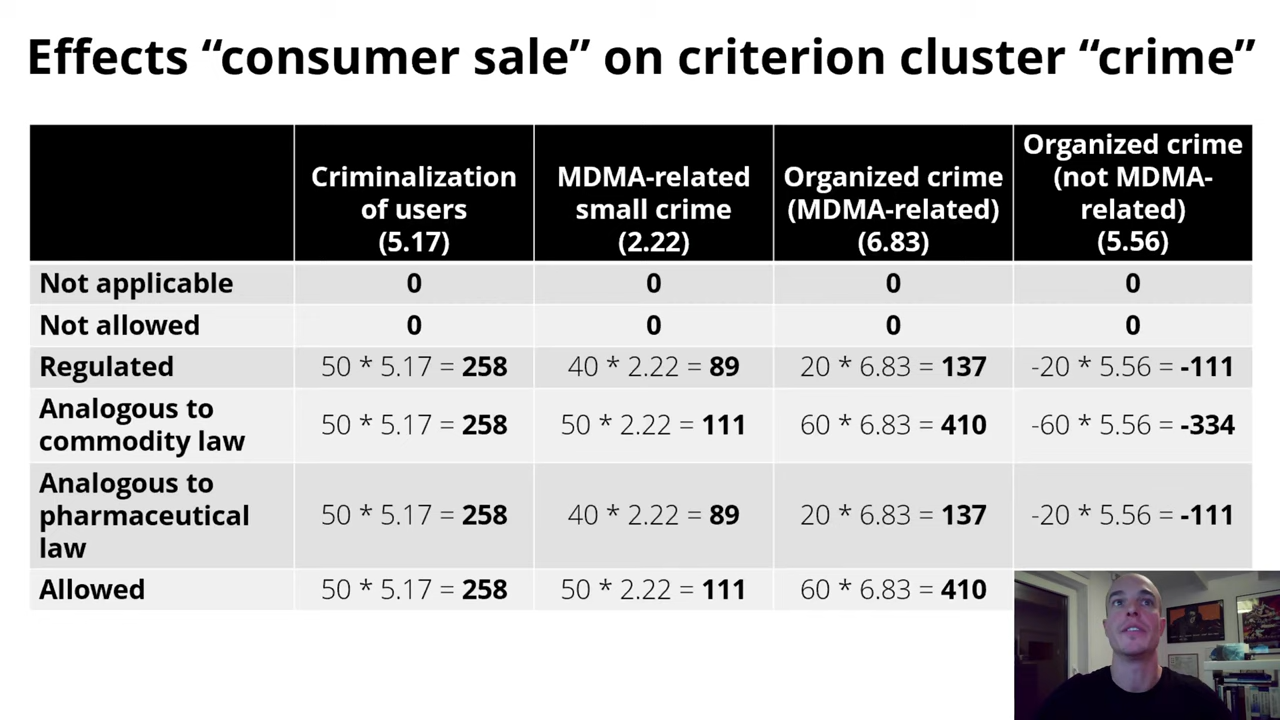 Effects “consumer sale” on criterion cluster “crime”
Criminalization
of users
(5.17)
MDMA-related
small crime
(2.22)
Organized crime
(MDMA-related)
(6.83)
Organized crime
(not MDMA-
related)
(5.56)
Not applicable 0 0 0 0
Not allowed 0 0 0 0
Regulated 50 * 5.17 = 258 40 * 2.22 = 89 20 * 6.83 = 137 -20 * 5.56 = -111
Analogous to
commodity law
50 * 5.17 = 258 50 * 2.22 = 111 60 * 6.83 = 410 -60 * 5.56 = -334
Analogous to
pharmaceutical
law
50 * 5.17 = 258 40 * 2.22 = 89 20 * 6.83 = 137 -20 * 5.56 = -111
Allowed 50 * 5.17 = 258 50 * 2.22 = 111 60 * 6.83 = 410